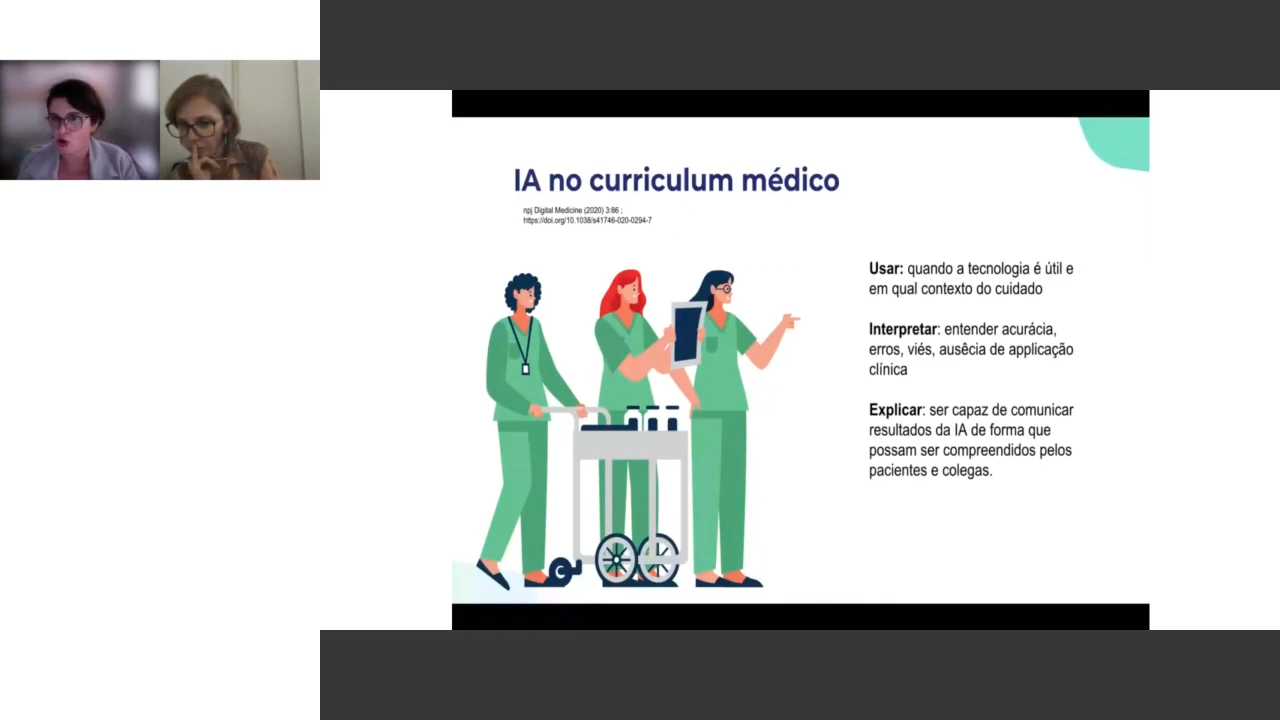 IA no curriculum médico
npj Digital Medicine (2020) 3:86 ;
https://doi.org/10.1038/s41746-020-0294-7
Usar: quando a tecnologia é útil e
em qual contexto do cuidado
Interpretar: entender acurácia,
erros, viés, ausêcia de applicação
clínica
Explicar: ser capaz de comunicar
resultados da IA de forma que
possam ser compreendidos pelos
pacientes e colegas.